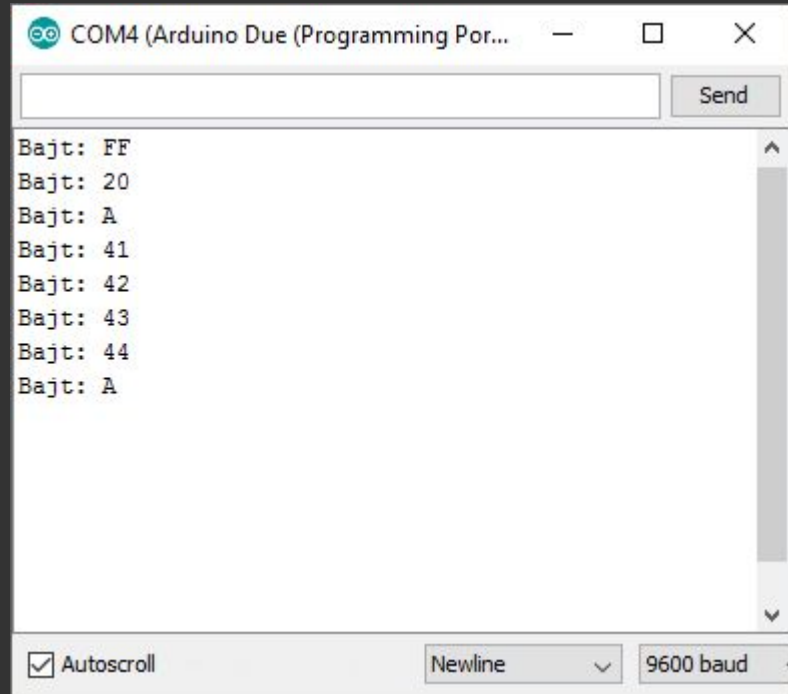 COM4 (Arduino Due (Programming Por...
Send
Bajt: FF
Bajt: 20
Bajt: A
Bajt: 41
Bajt: 42
Bajt: 43
Bajt: 44
Bajt: A
Autoscroll
Newline
9600 baud